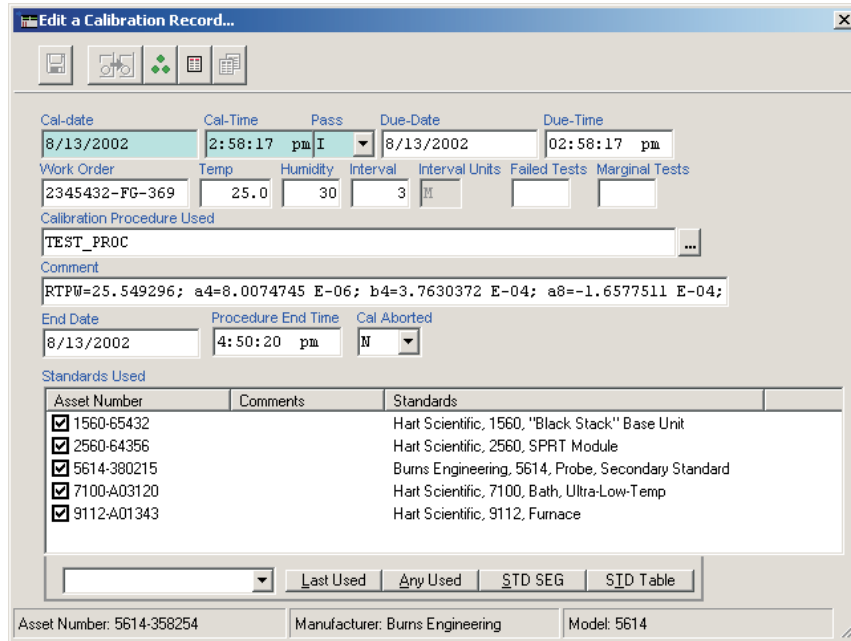 Edit a Calibration Record...
Cal-date Cal-Time Pass Due-Date Due-Time
8/13/2002 2:58:17 pm I 8/13/2002 02:58:17 pm
Work Order Temp Humidity Interval Interval Units Failed Tests Marginal Tests
2345432-FG-369 25.0 30 3 M
Calibration Procedure Used
TEST_PROC ...
Comment
RTPW=25.549296; a4=8.0074745 E-06; b4=3.7630372 E-04; a8=-1.6577511 E-04;
End Date Procedure End Time Cal Aborted
8/13/2002 4:50:20 pm N
Standards Used
Asset Number Comments Standards
1560-65432 Hart Scientific, 1560, "Black Stack" Base Unit
2560-64356 Hart Scientific, 2560, SPRT Module
5614-380215 Burns Engineering, 5614, Probe, Secondary Standard
7100-A03120 Hart Scientific, 7100, Bath, Ultra-Low-Temp
9112-A01343 Hart Scientific, 9112, Furnace
Last Used Any Used STD SEG STD Table
Asset Number: 5614-358254 Manufacturer: Burns Engineering Model: 5614